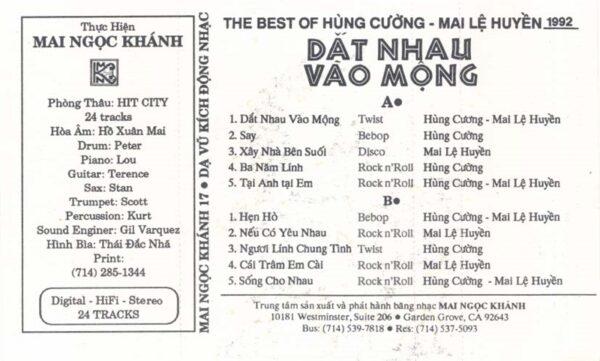 Thực Hiện
MAI NGỌC KHÁNH
Phòng Thâu: HIT CITY
24 tracks
Hòa Âm: Hồ Xuân Mai
Drum: Peter
Piano: Lou
Guitar: Terence
Sax: Stan
Trumpet: Scott
Percussion: Kurt
Sound Enginer: Gil Varquez
Hình Bìa: Thái Đắc Nhã
Print:
(714) 285-1344
Digital - HiFi - Stereo
24 TRACKS
MAI NGỌC KHÁNH 17 • DẠ VŨ KÍCH ĐỘNG NHẠC
THE BEST OF HÙNG CƯỜNG - MAI LỆ HUYỀN 1992
DẮT NHAU
VÀO MỘNG
A•
1. Dắt Nhau Vào Mộng Twist Hùng Cương - Mai Lệ Huyền
2. Say Bebop Hùng Cường
3. Xây Nhà Bên Suối Disco Mai Lệ Huyền
4. Ba Năm Lính Rock n'Roll Hùng Cường
5. Tại Anh tại Em Rock n'Roll Hùng Cương - Mai Lệ Huyền
B•
1. Hẹn Hò Bebop Hùng Cương - Mai Lệ Huyền
2. Nếu Có Yêu Nhau Rock n'Roll Mai Lệ Huyền
3. Ngươi Lính Chung Tình Twist Hùng Cường
4. Cái Trâm Em Cài Rock n'Roll Mai Lệ Huyền
5. Sống Cho Nhau Rock n'Roll Hùng Cường - Mai Lệ Huyền
Trung tâm sản xuất và phát hành băng nhạc MAI NGỌC KHÁNH
10181 Westminster, Suite 206 • Garden Grove, CA 92643
Bus: (714) 539-7818 • Res: (714) 537-5093